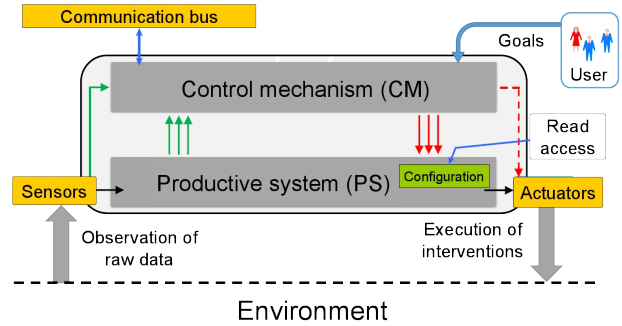 Communication bus
Goals
User
Control mechanism (CM)
Read
access
Configuration
Productive system (PS)
Sensors
Actuators
Observation of
raw data
Execution of
interventions
Environment